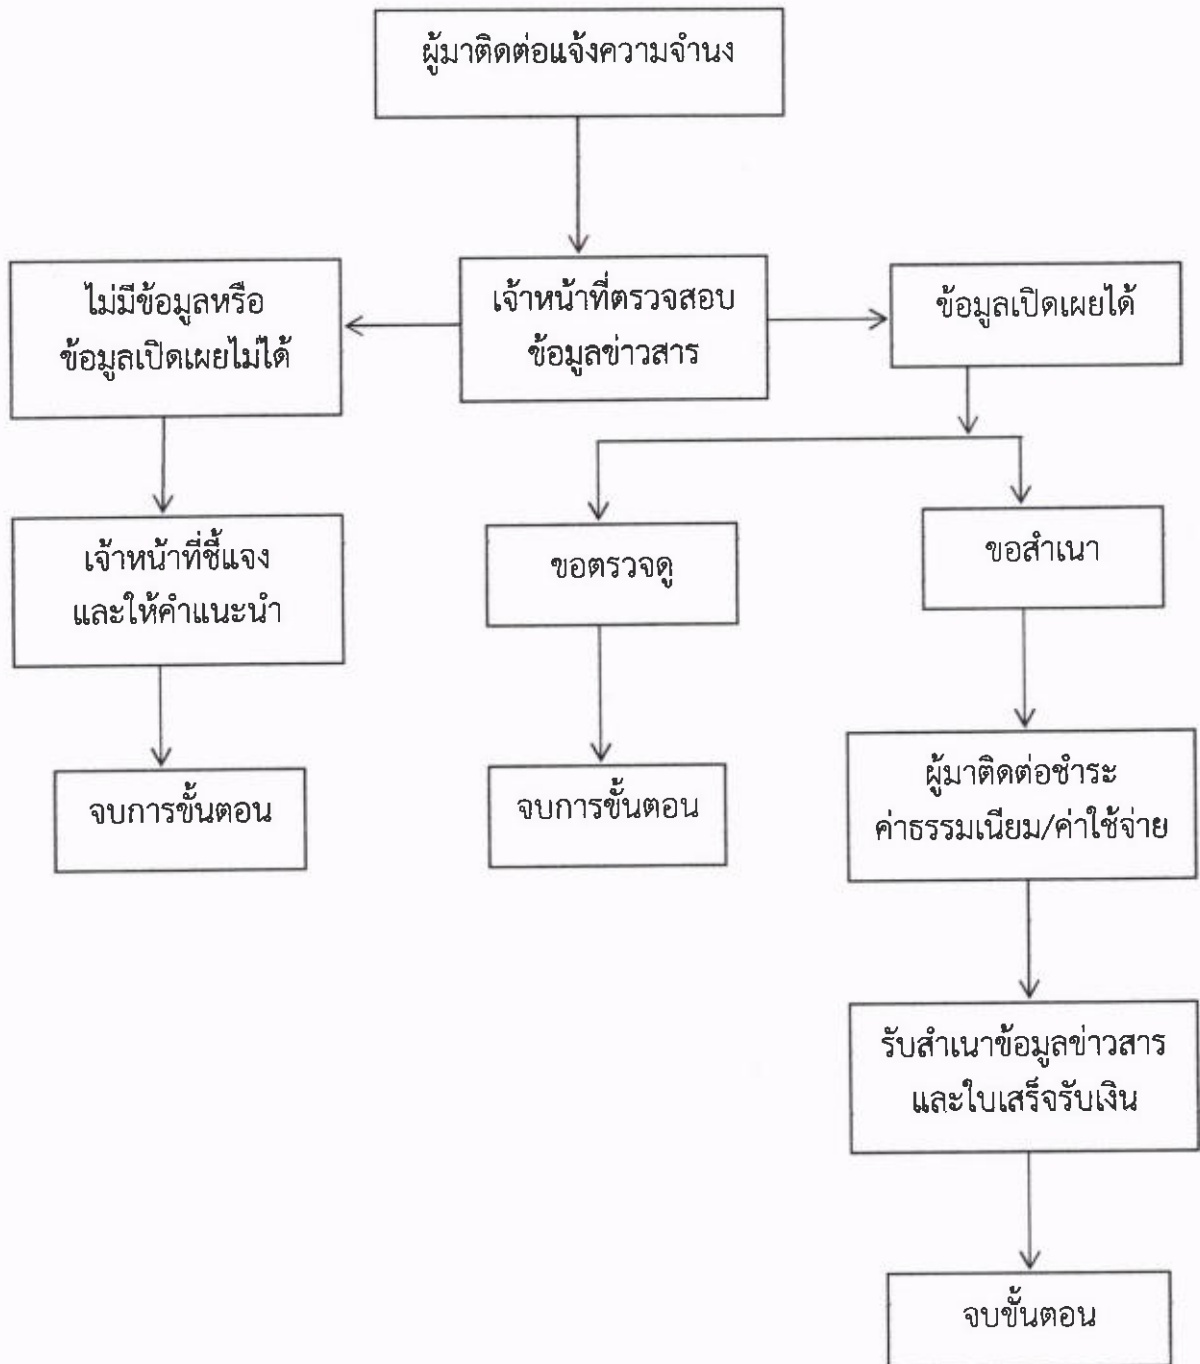 ผู้มาติดต่อแจ้งความจำนง
ไม่มีข้อมูลหรือ
ข้อมูลเปิดเผยไม่ได้
เจ้าหน้าที่ตรวจสอบ
ข้อมูลข่าวสาร
ข้อมูลเปิดเผยได้
เจ้าหน้าที่ชี้แจง
และให้คำแนะนำ
ขอตรวจดู
ขอสำเนา
จบการขั้นตอน
จบการขั้นตอน
ผู้มาติดต่อชำระ
ค่าธรรมเนียม/ค่าใช้จ่าย
รับสำเนาข้อมูลข่าวสาร
และใบเสร็จรับเงิน
จบขั้นตอน